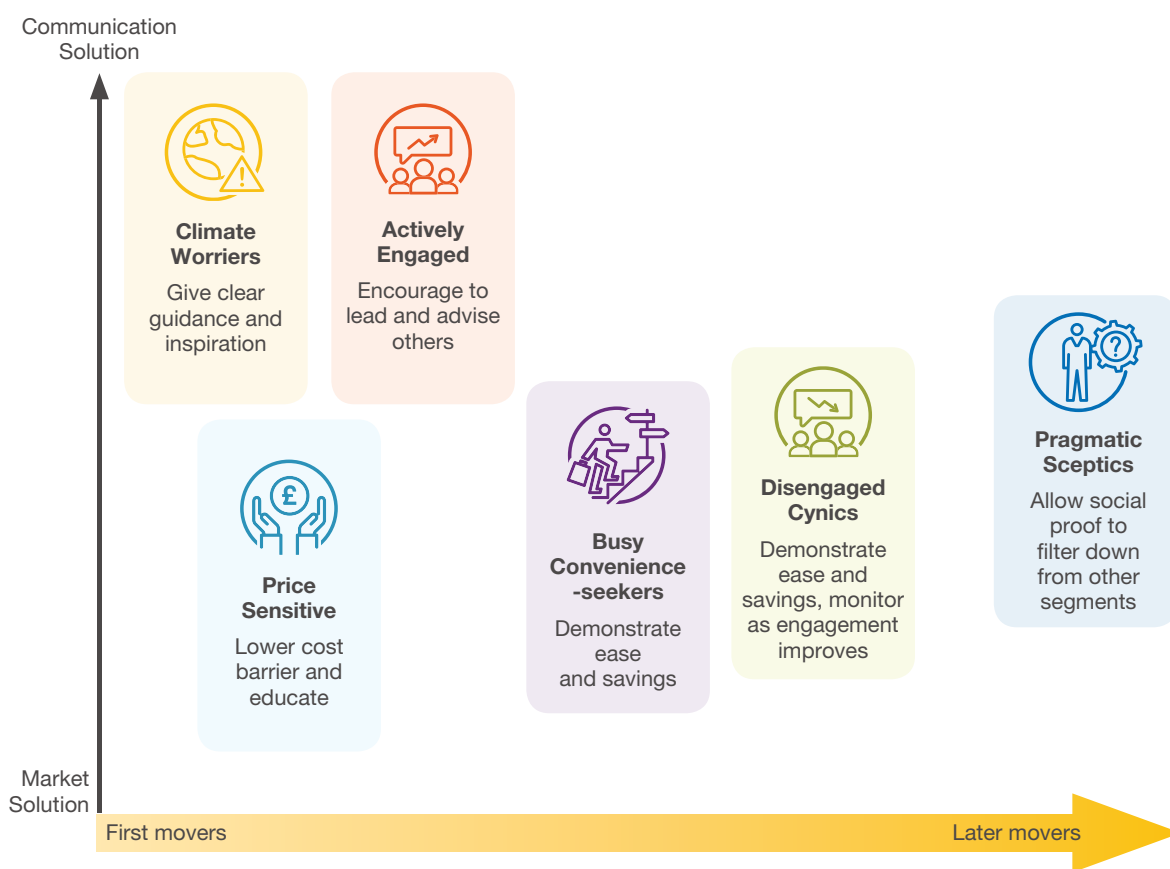 Communication
Solution
Climate
Worriers
Give clear
guidance and
inspiration
Actively
Engaged
Encourage to
lead and advise
others
£
Price
Sensitive
Lower cost
barrier and
educate
Busy
Convenience
-seekers
Demonstrate
ease
and savings
Disengaged
Cynics
Demonstrate
ease and
savings, monitor
as engagement
improves
?
Pragmatic
Sceptics
Allow social
proof to
filter down
from other
segments
Market
Solution
First movers
Later movers